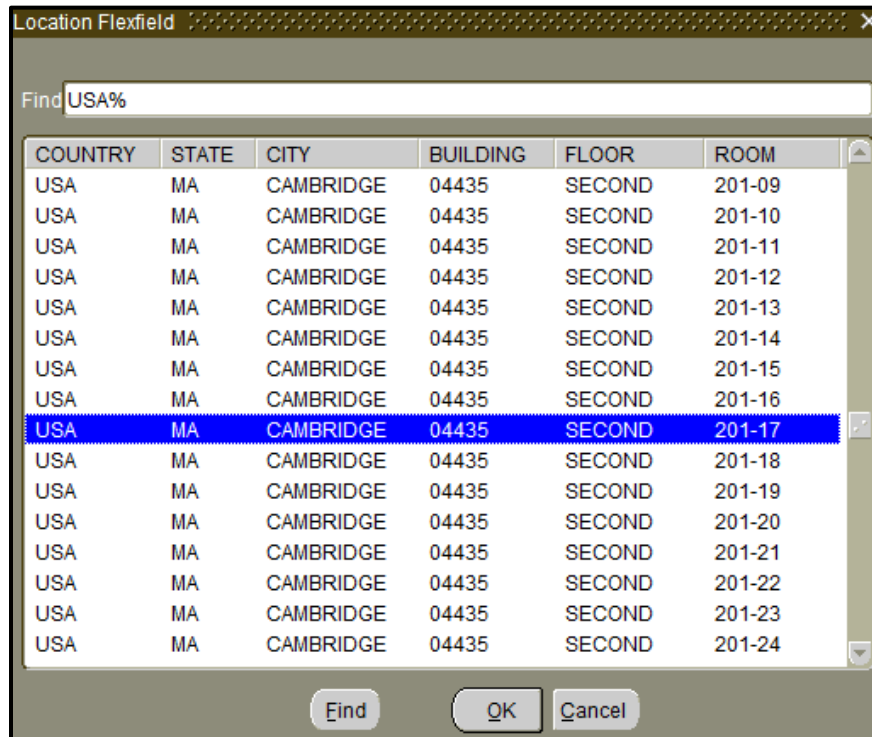 Location Flexfield
Find USA%
COUNTRY STATE CITY BUILDING FLOOR ROOM
USA MA CAMBRIDGE 04435 SECOND 201-09
USA MA CAMBRIDGE 04435 SECOND 201-10
USA MA CAMBRIDGE 04435 SECOND 201-11
USA MA CAMBRIDGE 04435 SECOND 201-12
USA MA CAMBRIDGE 04435 SECOND 201-13
USA MA CAMBRIDGE 04435 SECOND 201-14
USA MA CAMBRIDGE 04435 SECOND 201-15
USA MA CAMBRIDGE 04435 SECOND 201-16
USA MA CAMBRIDGE 04435 SECOND 201-17
USA MA CAMBRIDGE 04435 SECOND 201-18
USA MA CAMBRIDGE 04435 SECOND 201-19
USA MA CAMBRIDGE 04435 SECOND 201-20
USA MA CAMBRIDGE 04435 SECOND 201-21
USA MA CAMBRIDGE 04435 SECOND 201-22
USA MA CAMBRIDGE 04435 SECOND 201-23
USA MA CAMBRIDGE 04435 SECOND 201-24
Find OK Cancel